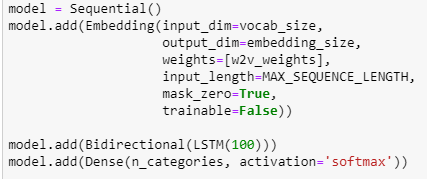 model = Sequential()
model.add(Embedding(input_dim=vocab_size,
                    output_dim=embedding_size,
                    weights=[w2v_weights],
                    input_length=MAX_SEQUENCE_LENGTH,
                    mask_zero=True,
                    trainable=False))

model.add(Bidirectional(LSTM(100)))
model.add(Dense(n_categories, activation='softmax'))